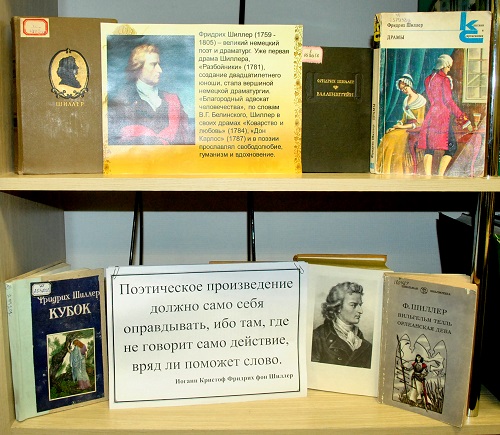 ШИЛЛЕР
Фридрих Шиллер (1759 -
1805) – великий немецкий
поэт и драматург. Уже первая
драма Шиллера,
«Разбойники» (1781),
создание двадцатилетнего
юноши, стала вершиной
немецкой драматургии.
«Благородный адвокат
человечества», по словам
В.Г. Белинского, Шиллер в
своих драмах «Коварство и
любовь» (1784), «Дон
Карлос» (1787) и в поэзии
прославлял свободолюбие,
гуманизм и вдохновение.
ФРИДРИХ ШИЛЛЕР
ВАЛЛЕНШТЕЙН
Фридрих Шиллер
ДРАМЫ
Фридрих Шиллер
КУБОК
Поэтическое произведение
должно само себя
оправдывать, ибо там, где
не говорит само действие,
вряд ли поможет слово.
Иоганн Кристоф Фридрих фон Шиллер
Ф. ШИЛЛЕР
ВИЛЬГЕЛЬМ ТЕЛЛЬ
ОРЛЕАНСКАЯ ДЕВА